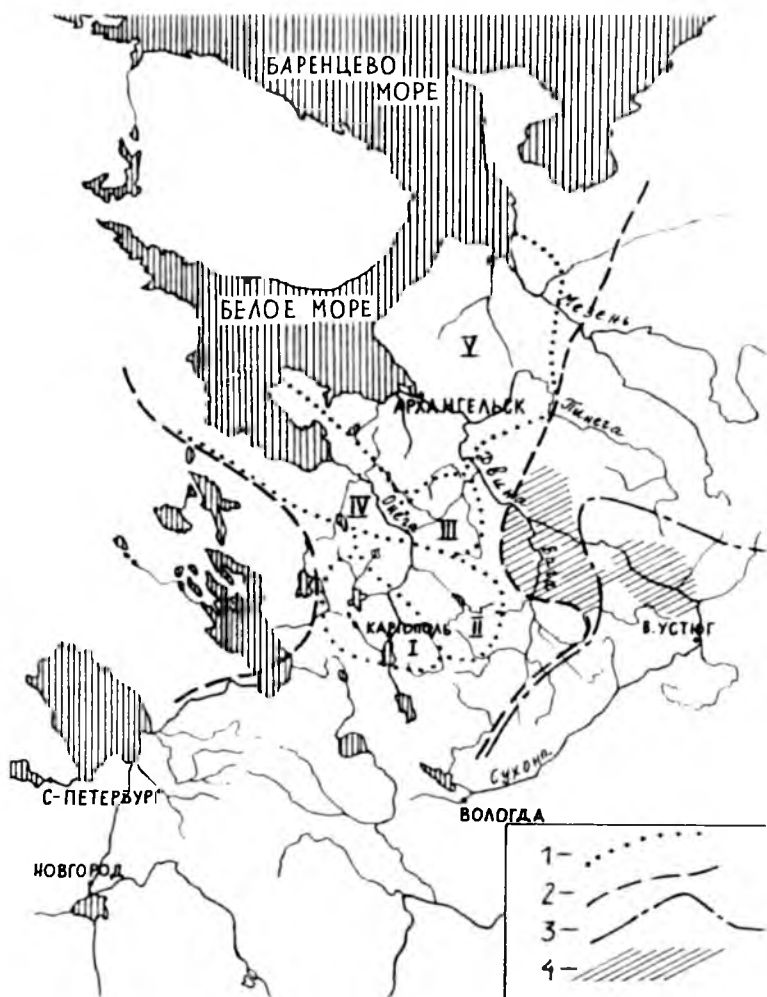 БАРЕНЦЕВО
МОРЕ
БЕЛОЕ МОРЕ
Мезень
V
АРХАНГЕЛЬСК
Пинега
Двина
Онега
IV
III
Вага
КАРГОПОЛЬ
II
I
В. УСТЮГ
Сухона
С-ПЕТЕРБУРГ
ВОЛОГДА
НОВГОРОД
1 –
2 –
3 –
4 –